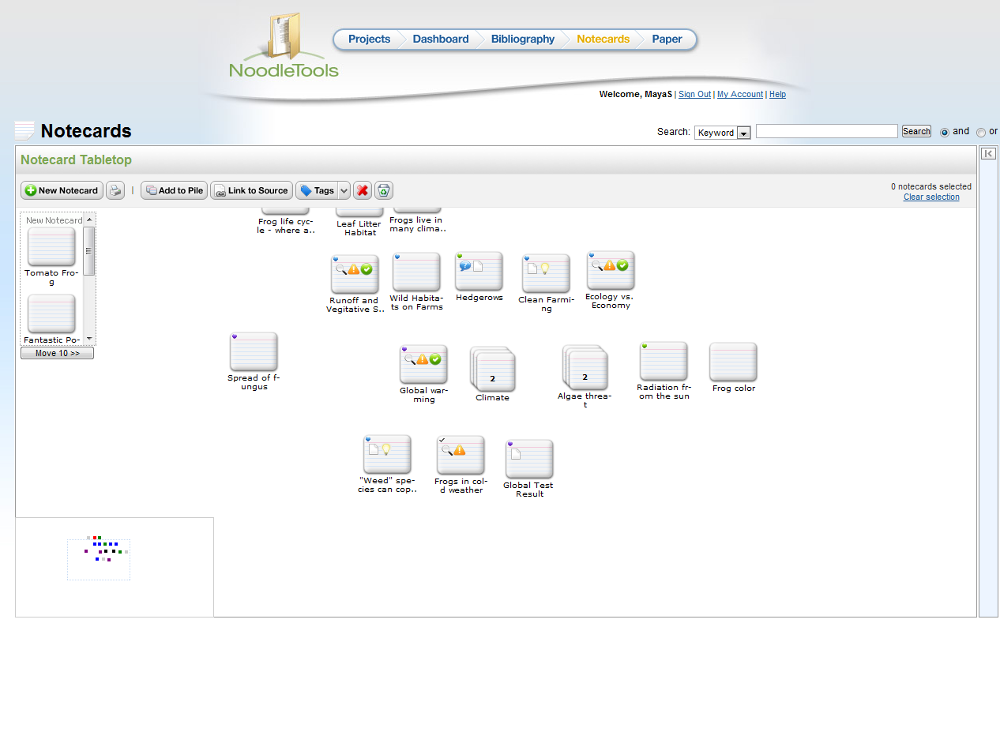 Projects Dashboard Bibliography Notecards Paper
NoodleTools
Welcome, MayaS | Sign Out | My Account | Help
Notecards
Search: Keyword Search and or
Notecard Tabletop
New Notecard | Add to Pile Link to Source Tags
0 notecards selected
Clear selection
New Notecard
Tomato Fro-
g
Fantastic Po-
Move 10 >>
Frog life cyc-
le - where a..
Leaf Litter
Habitat
Frogs live in
many clima..
Runoff and
Vegitative S..
Wild Habita-
ts on Farms
Hedgerows
Clean Farmi-
ng
Ecology vs.
Economy
Spread of f-
ungus
Global war-
ming
2
Climate
2
Algae threa-
t
Radiation fr-
om the sun
Frog color
"Weed" spe-
cies can cop..
Frogs in col-
d weather
Global Test
Result